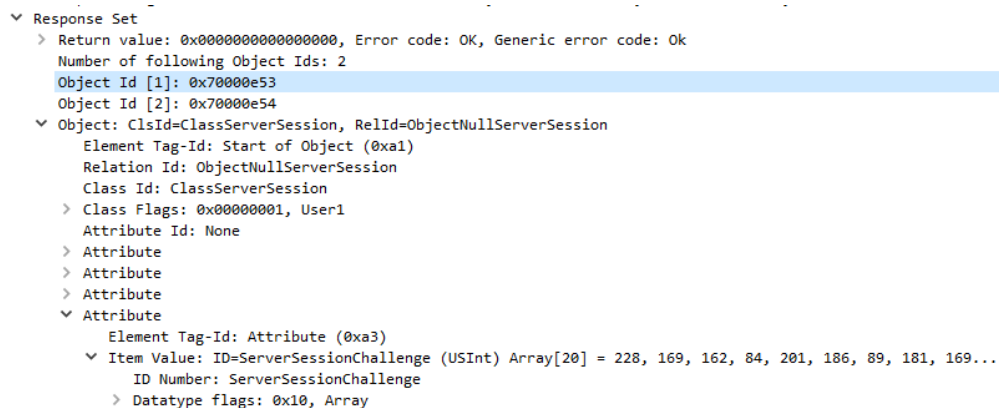 Response Set
Return value: 0x0000000000000000, Error code: OK, Generic error code: Ok
Number of following Object Ids: 2
Object Id [1]: 0x70000e53
Object Id [2]: 0x70000e54
Object: ClsId=ClassServerSession, RelId=ObjectNullServerSession
Element Tag-Id: Start of Object (0xa1)
Relation Id: ObjectNullServerSession
Class Id: ClassServerSession
Class Flags: 0x00000001, User1
Attribute Id: None
Attribute
Attribute
Attribute
Attribute
Element Tag-Id: Attribute (0xa3)
Item Value: ID=ServerSessionChallenge (USInt) Array[20] = 228, 169, 162, 84, 201, 186, 89, 181, 169...
ID Number: ServerSessionChallenge
Datatype flags: 0x10, Array